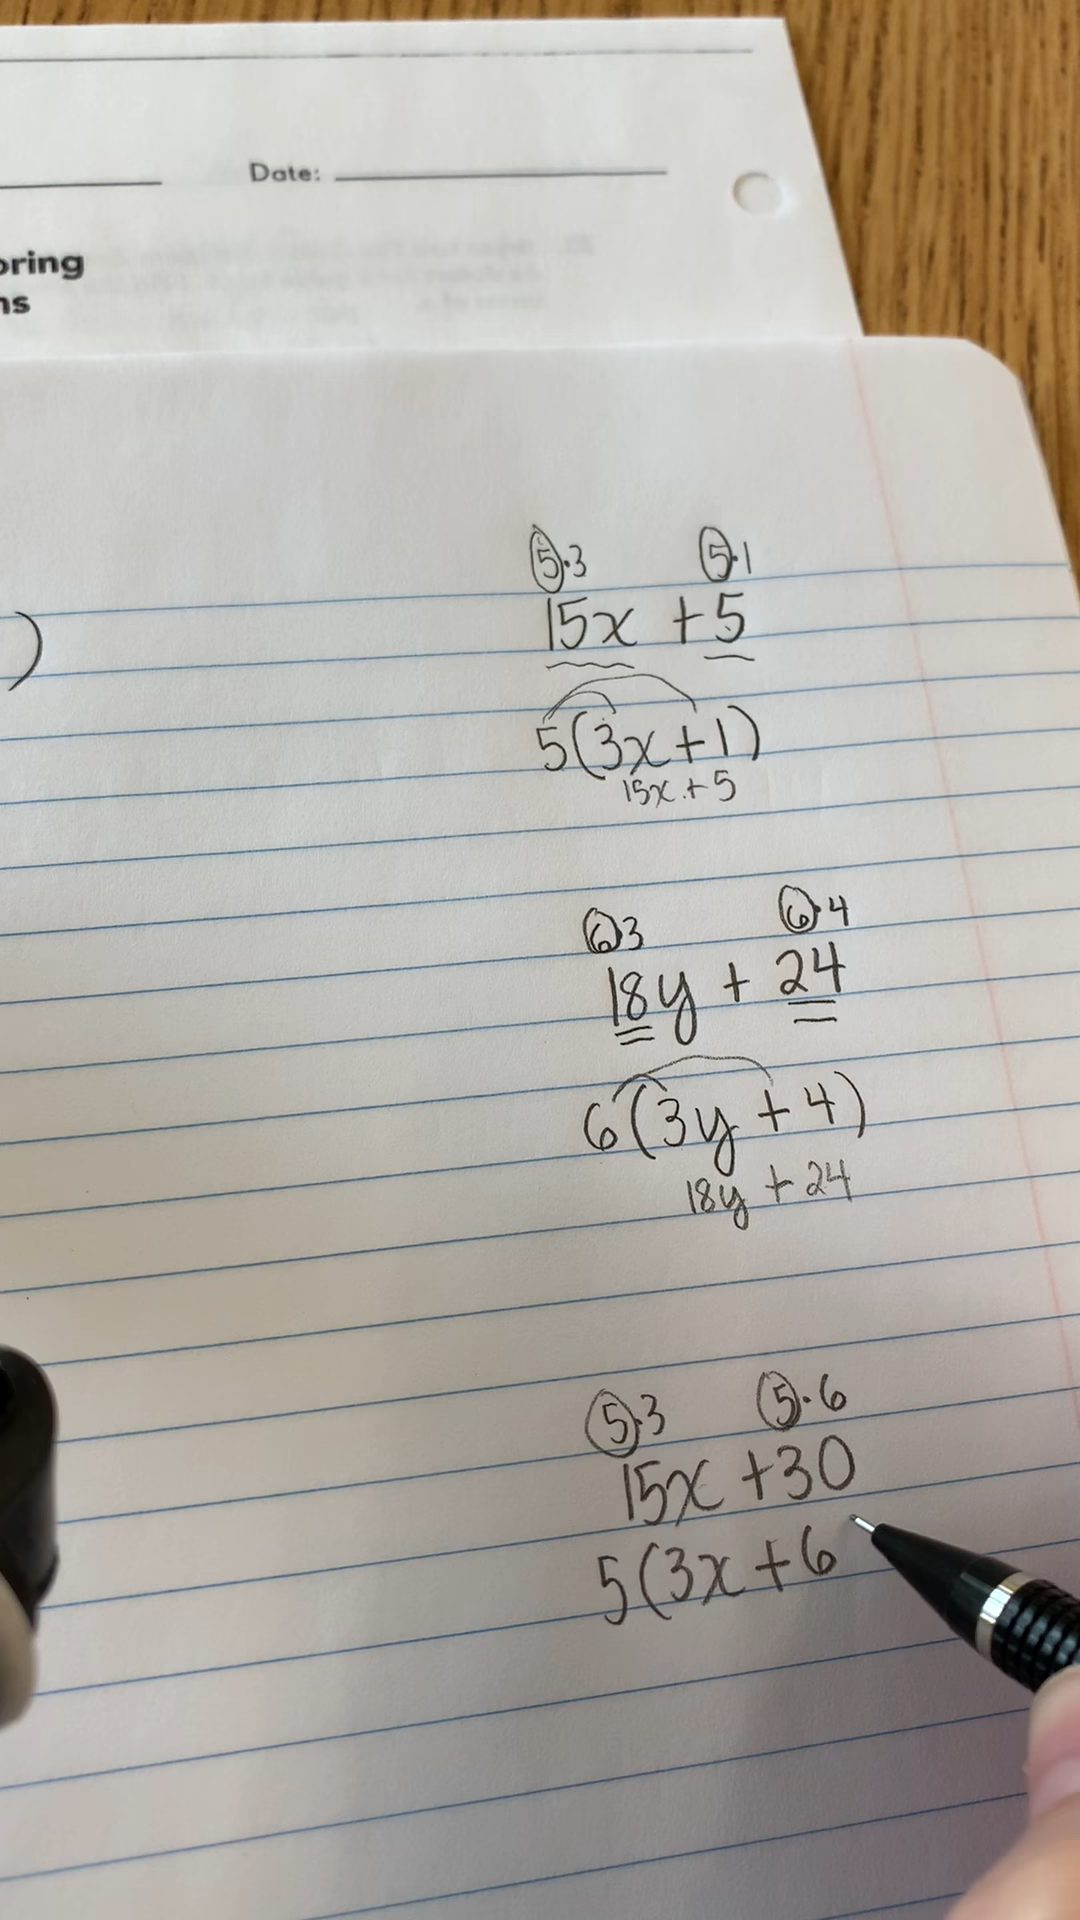 Date:
oring
ns
)
5·3 5·1
15x + 5
5(3x + 1)
15x + 5
6·3 6·4
18y + 24
6(3y + 4)
18y + 24
5·3 5·6
15x + 30
5(3x + 6